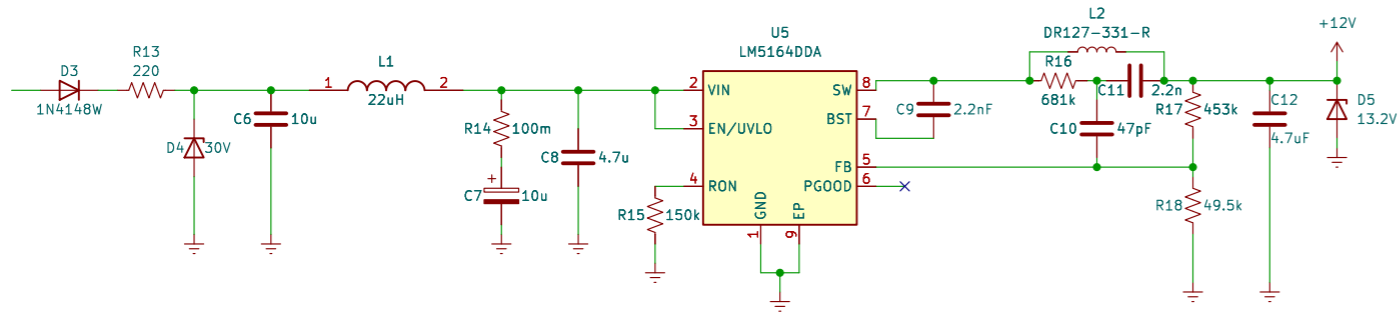 L2
DR127-331-R
+12V
U5
LM5164DDA
R13
220
D3
1N4148W
L1
1
2
22uH
C6
10u
D4
30V
R14
100m
C7
+
10u
C8
4.7u
2
VIN
3
EN/UVLO
4
RON
R15
150k
SW
8
BST
7
FB
5
PGOOD
6
GND
1
EP
9
C9
2.2nF
R16
681k
C11
2.2n
C10
47pF
R17
453k
R18
49.5k
C12
4.7uF
D5
13.2V